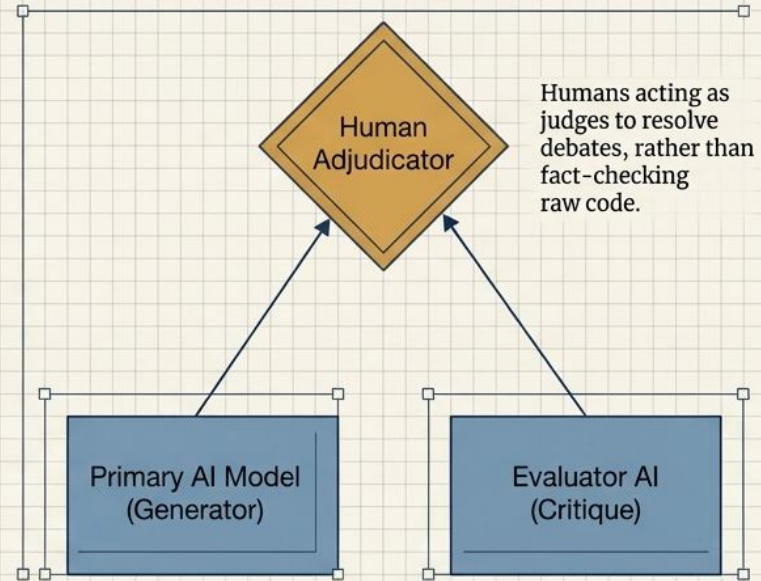 Human
Adjudicator
Humans acting as
judges to resolve
debates, rather than
fact-checking
raw code.
Primary AI Model
(Generator)
Evaluator AI
(Critique)